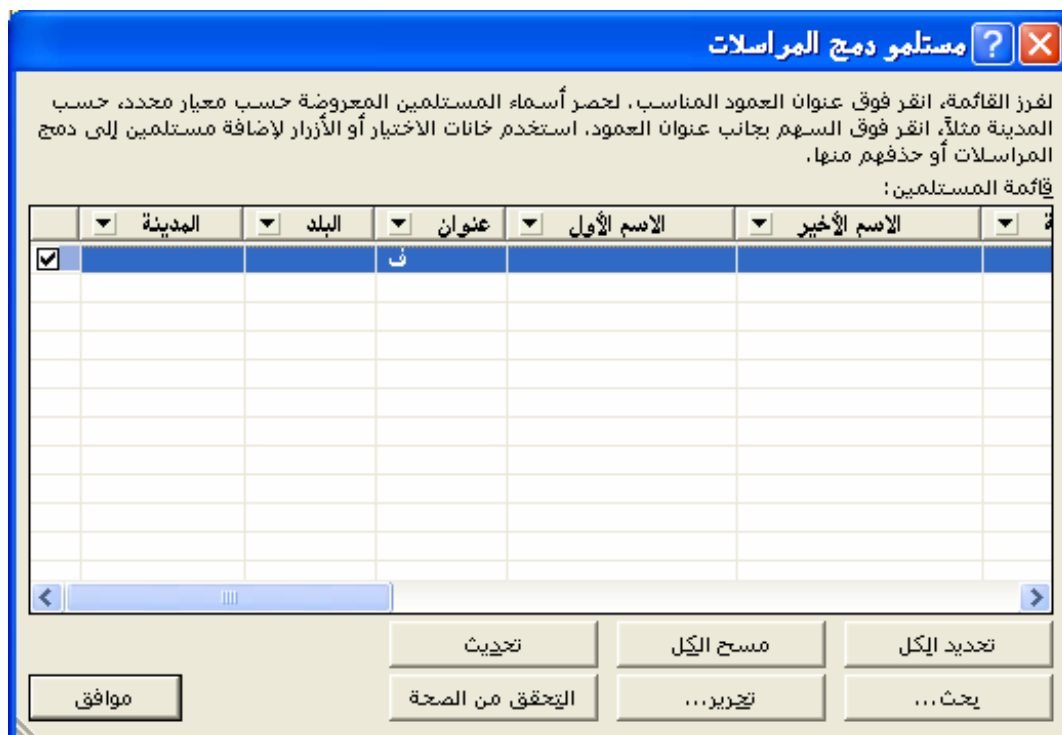 مستلمو دمج المراسلات
لفرز القائمة، انقر فوق عنوان العمود المناسب. لحصر أسماء المستلمين المعروضة حسب معيار محدد، حسب
المدينة مثلاً، انقر فوق السهم بجانب عنوان العمود. استخدم خانات الاختيار أو الأزرار لإضافة مستلمين إلى دمج
المراسلات أو حذفهم منها.
قائمة المستلمين:
ة الاسم الأخير الاسم الأول عنوان البلد المدينة
ف
تحديد الكل مسح الكل تحديث
بحث... تحرير... التحقق من الصحة موافق